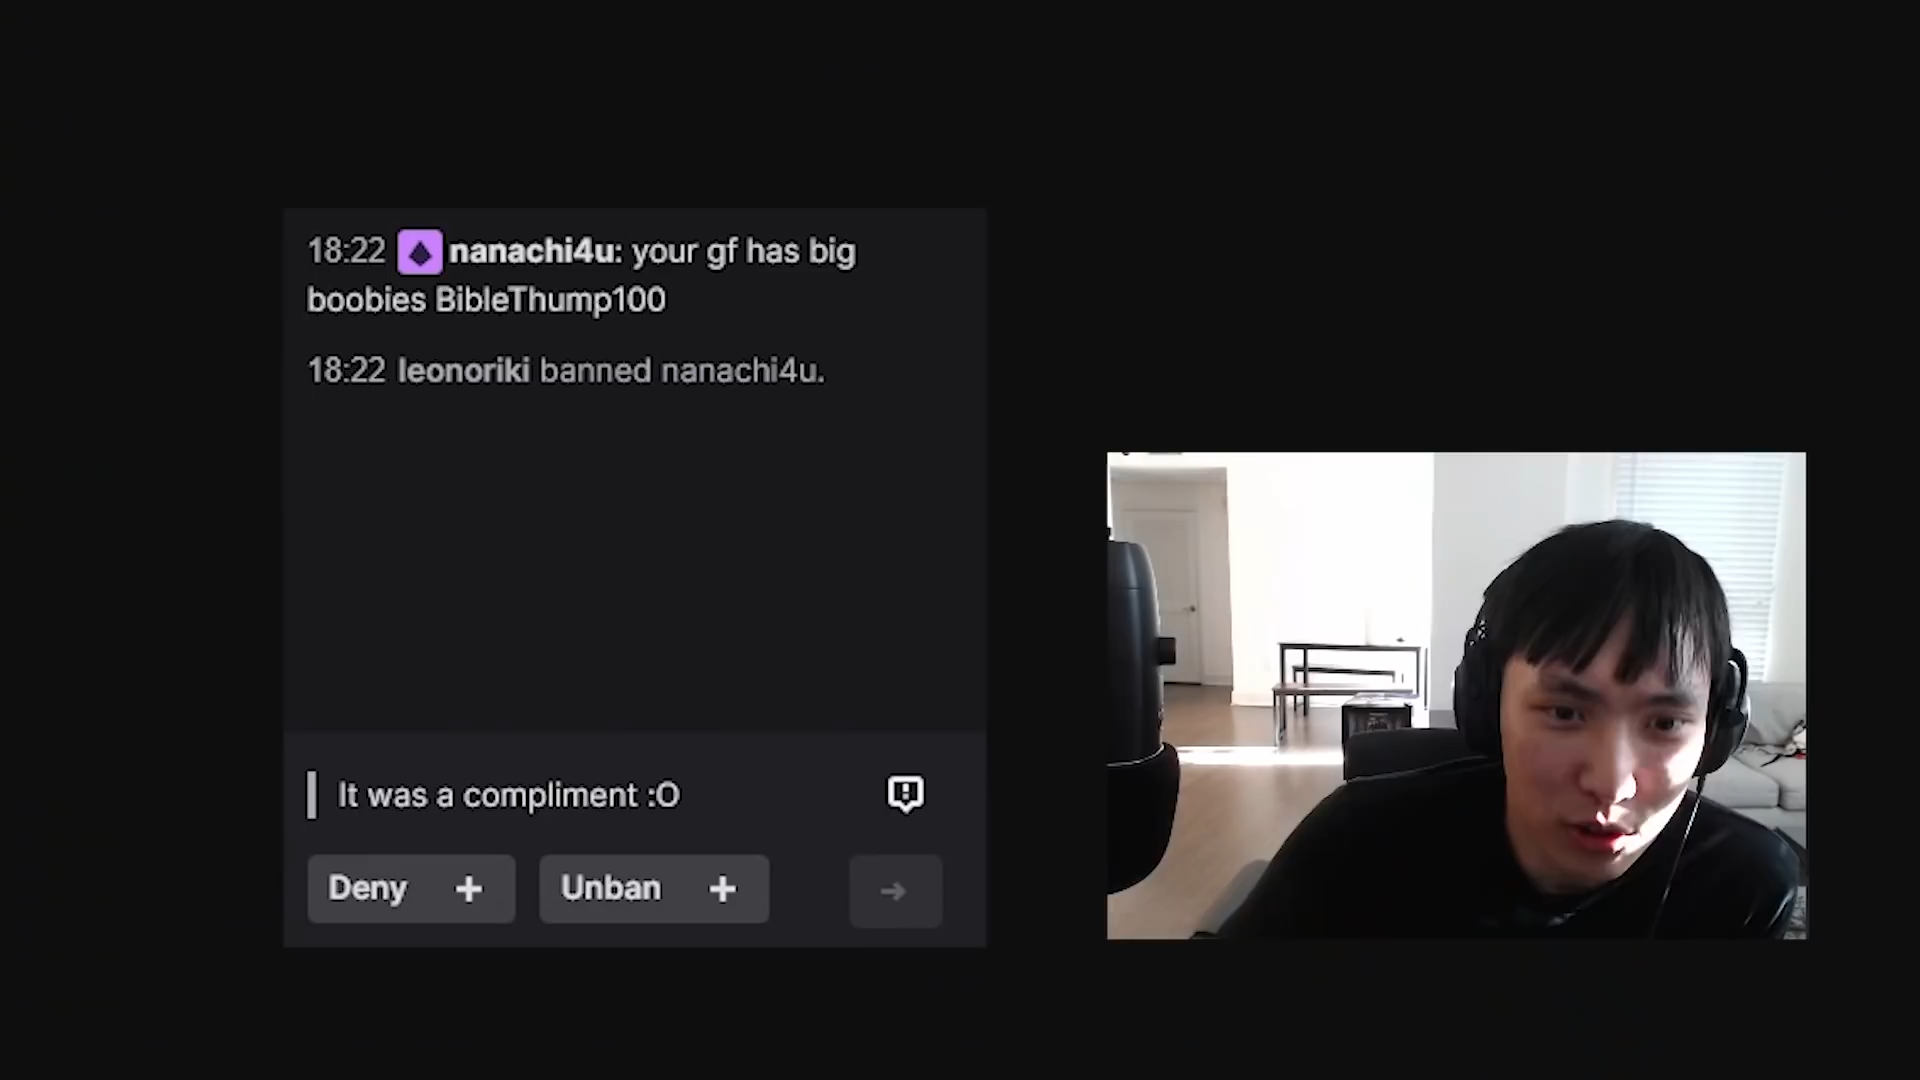 18:22 nanachi4u: your gf has big
boobies BibleThump100
18:22 leonoriki banned nanachi4u.
It was a compliment :O
Deny +
Unban +